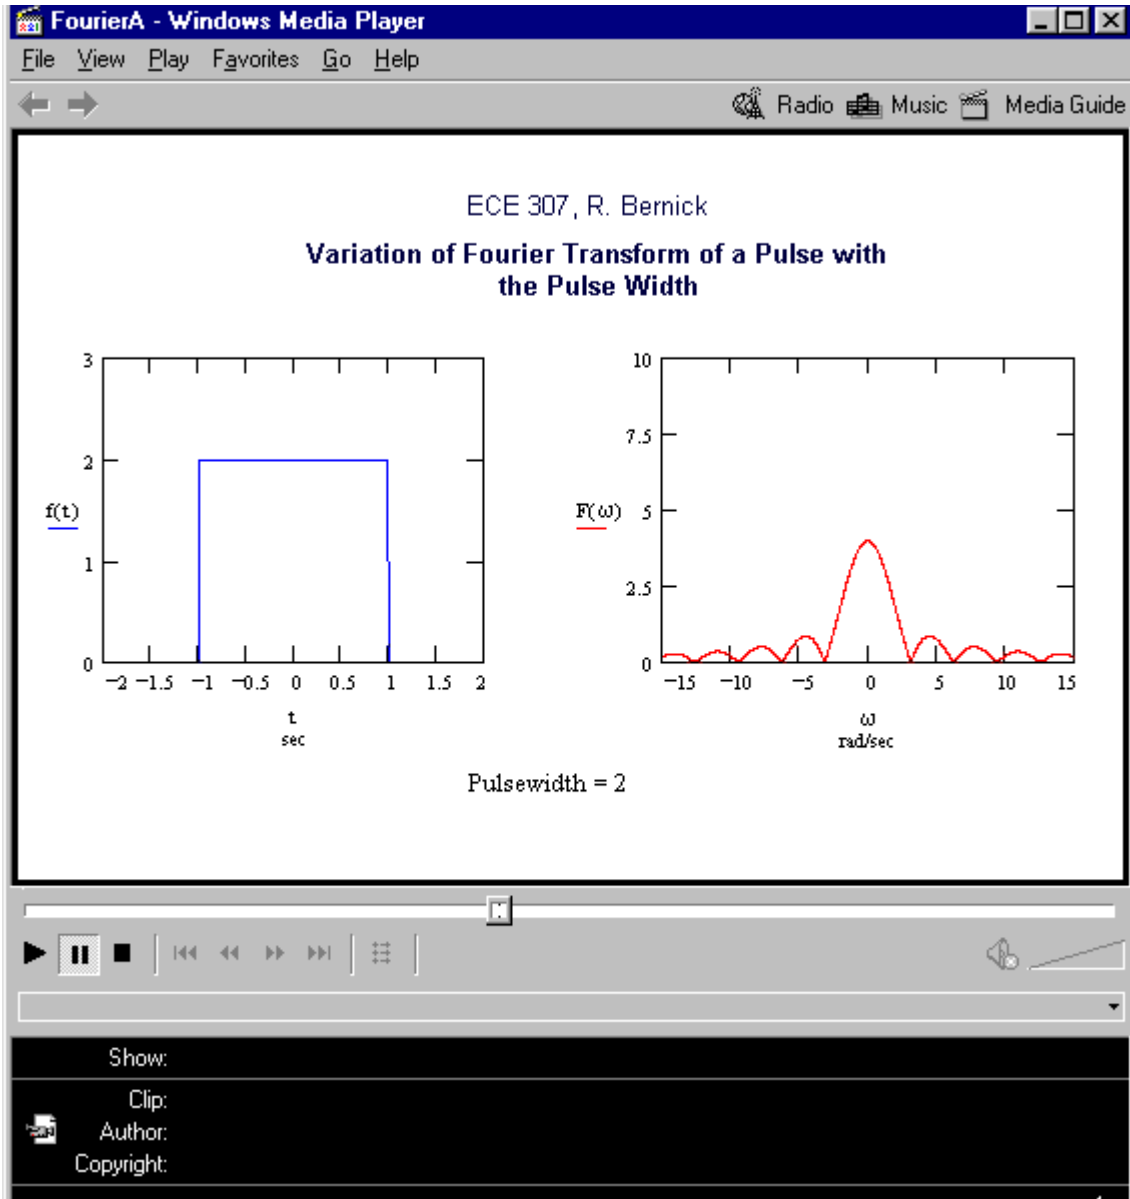 FourierA - Windows Media Player
File View Play Favorites Go Help
Radio Music Media Guide
ECE 307, R. Bernick
Variation of Fourier Transform of a Pulse with
the Pulse Width
3
2
f(t)
1
0
−2 −1.5 −1 −0.5 0 0.5 1 1.5 2
t
sec
10
7.5
F(ω) 5
2.5
0
−15 −10 −5 0 5 10 15
ω
rad/sec
Pulsewidth = 2
Show:
Clip:
Author:
Copyright: